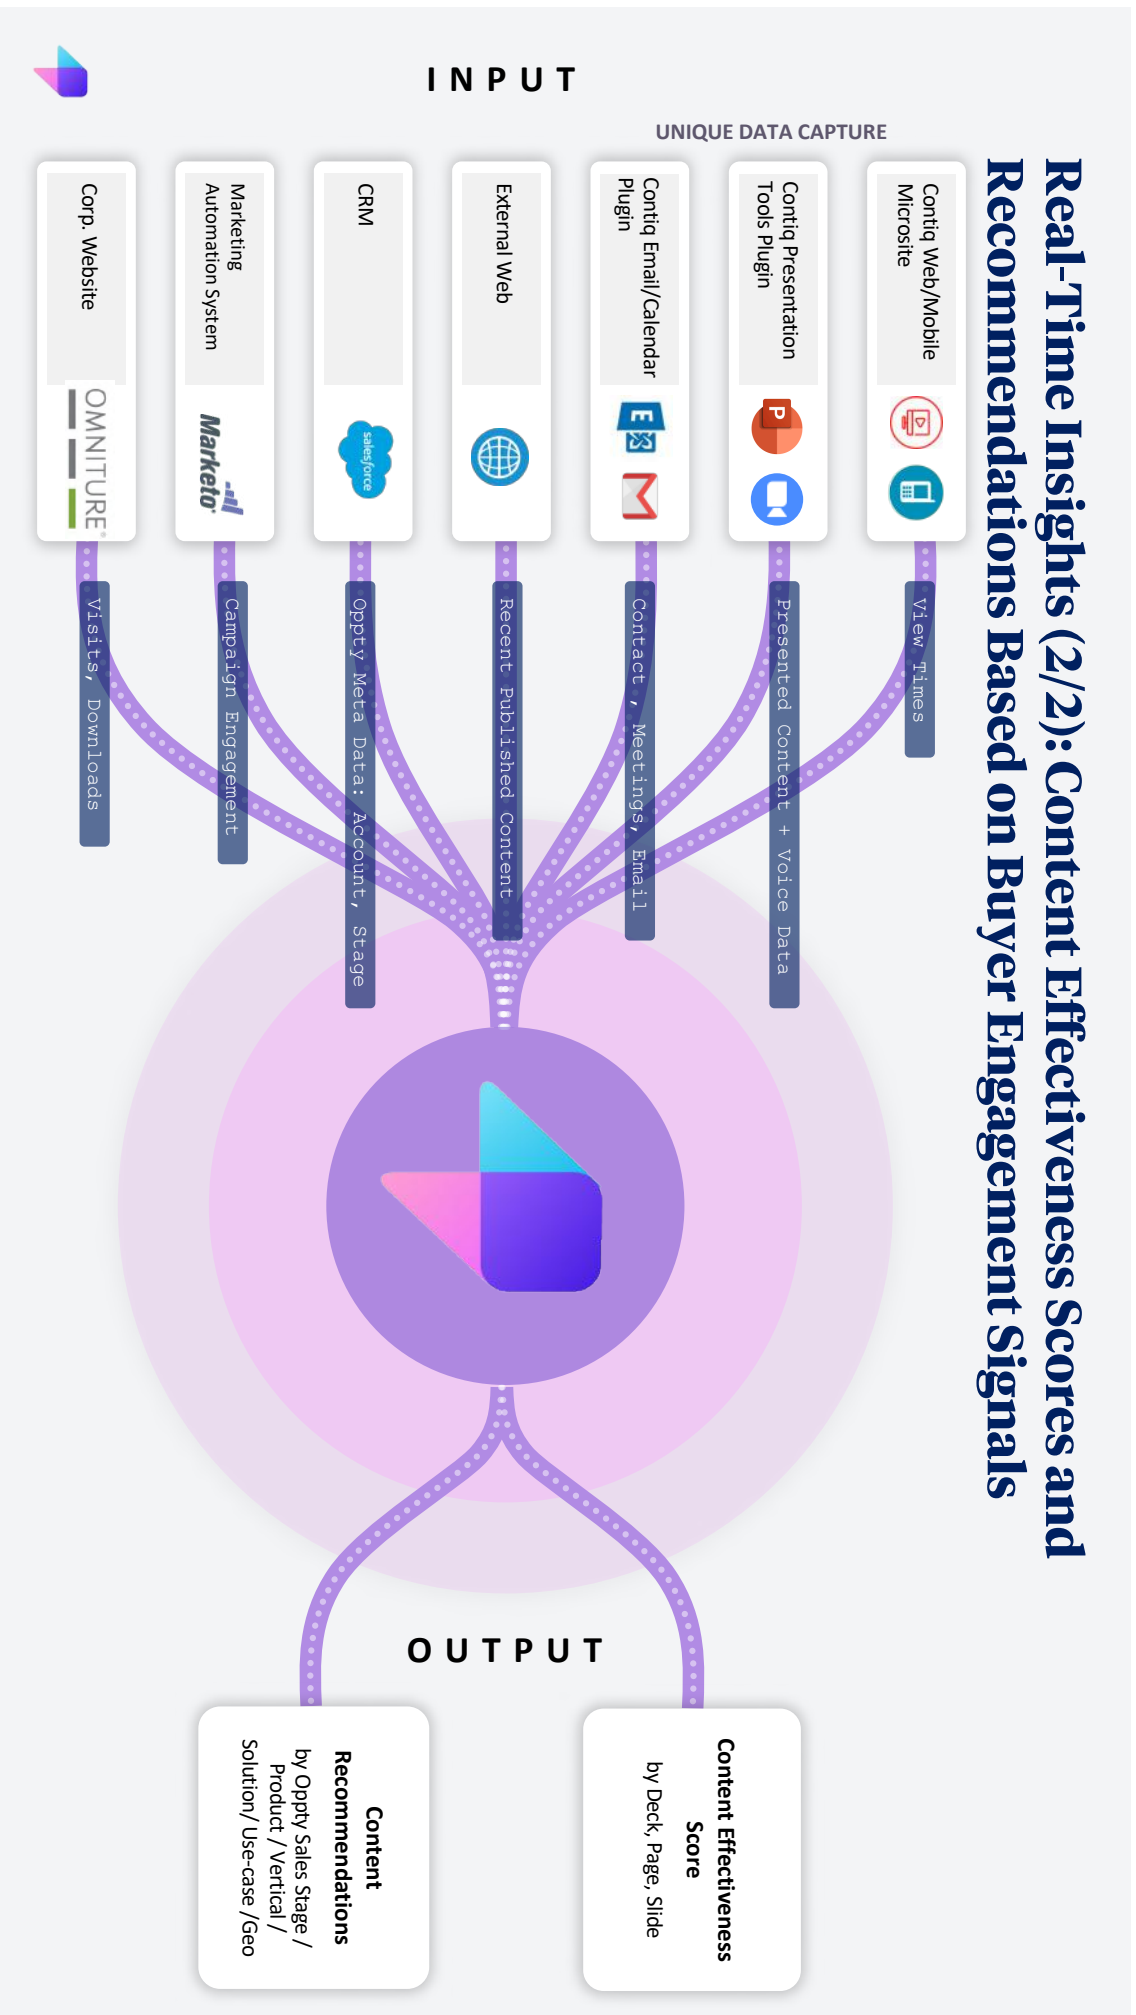 Real-Time Insights (2/2): Content Effectiveness Scores and
Recommendations Based on Buyer Engagement Signals
INPUT
UNIQUE DATA CAPTURE
Contiq Web/Mobile
Microsite
View Times
Contiq Presentation
Tools Plugin
P
Presented Content + Voice Data
Contiq Email/Calendar
Plugin
E
Contact , Meetings, Email
External Web
Recent Published Content
CRM
salesforce
Oppty Meta Data: Account, Stage
Marketing
Automation System
Marketo
Campaign Engagement
Corp. Website
OMNITURE®
Visits, Downloads
OUTPUT
Content Effectiveness
Score
by Deck, Page, Slide
Content
Recommendations
by Oppty Sales Stage /
Product / Vertical /
Solution/ Use-case /Geo